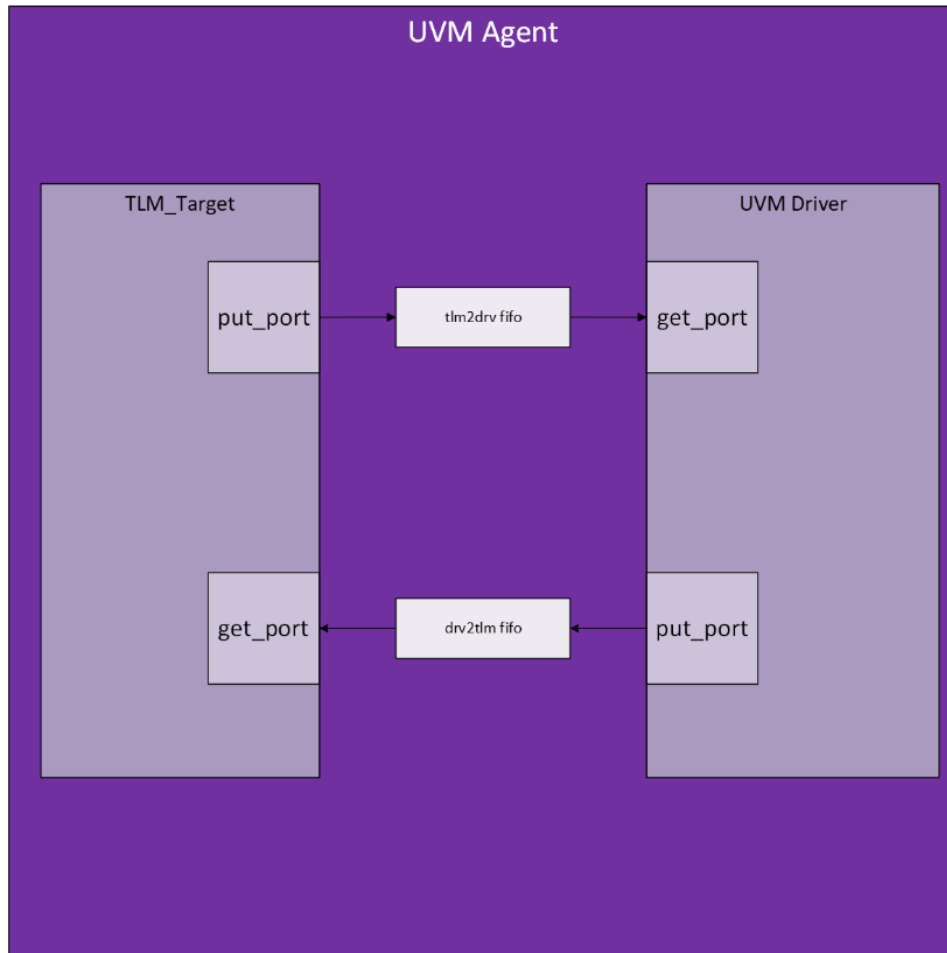 UVM Agent
TLM_Target
UVM Driver
put_port
tlm2drv fifo
get_port
get_port
drv2tlm fifo
put_port